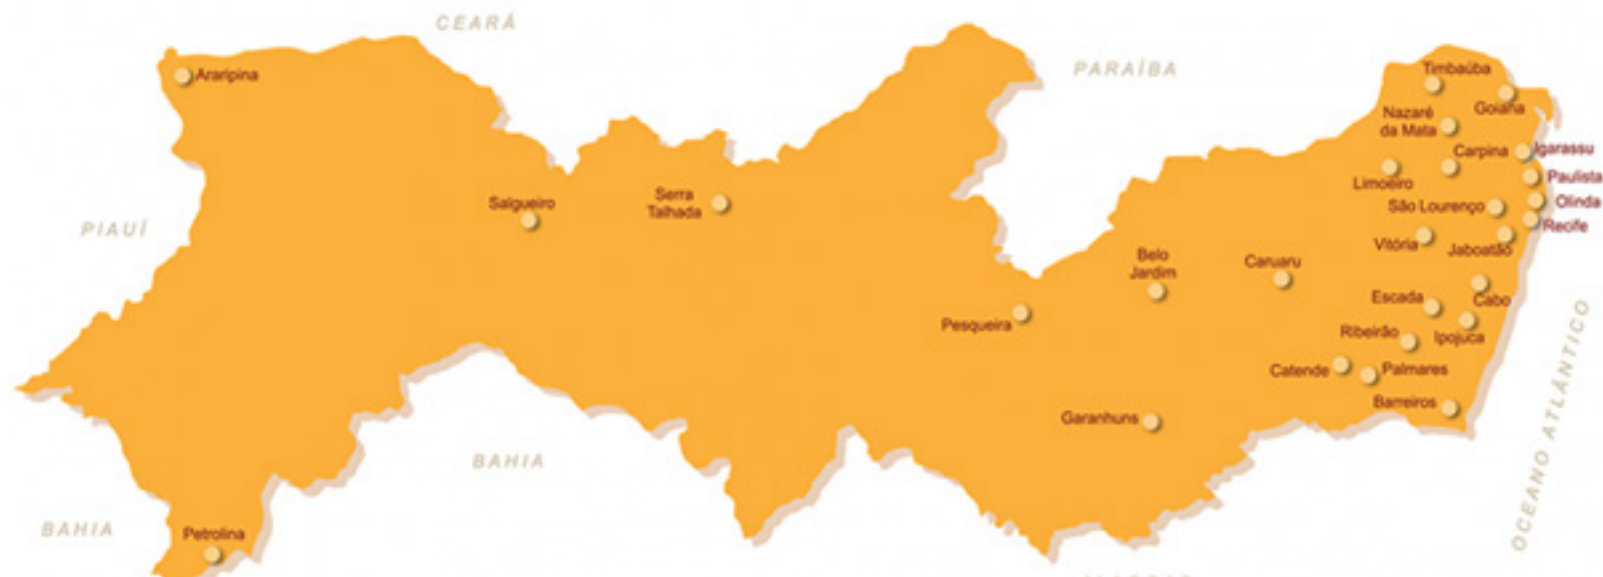 CEARÁ
PARAÍBA
Timbaúba
Araripina
Goiana
Nazaré
da Mata
Carpina
Igarassu
Limoeiro
Paulista
Serra
Talhada
Salgueiro
São Lourenço
Olinda
Recife
PIAUÍ
Vitória
Jaboatão
Belo
Jardim
Caruaru
Escada
Cabo
Pesqueira
Ribeirão
Ipojuca
Catende
Palmares
Barreiros
Garanhuns
BAHIA
OCEANO ATLÂNTICO
BAHIA
Petrolina